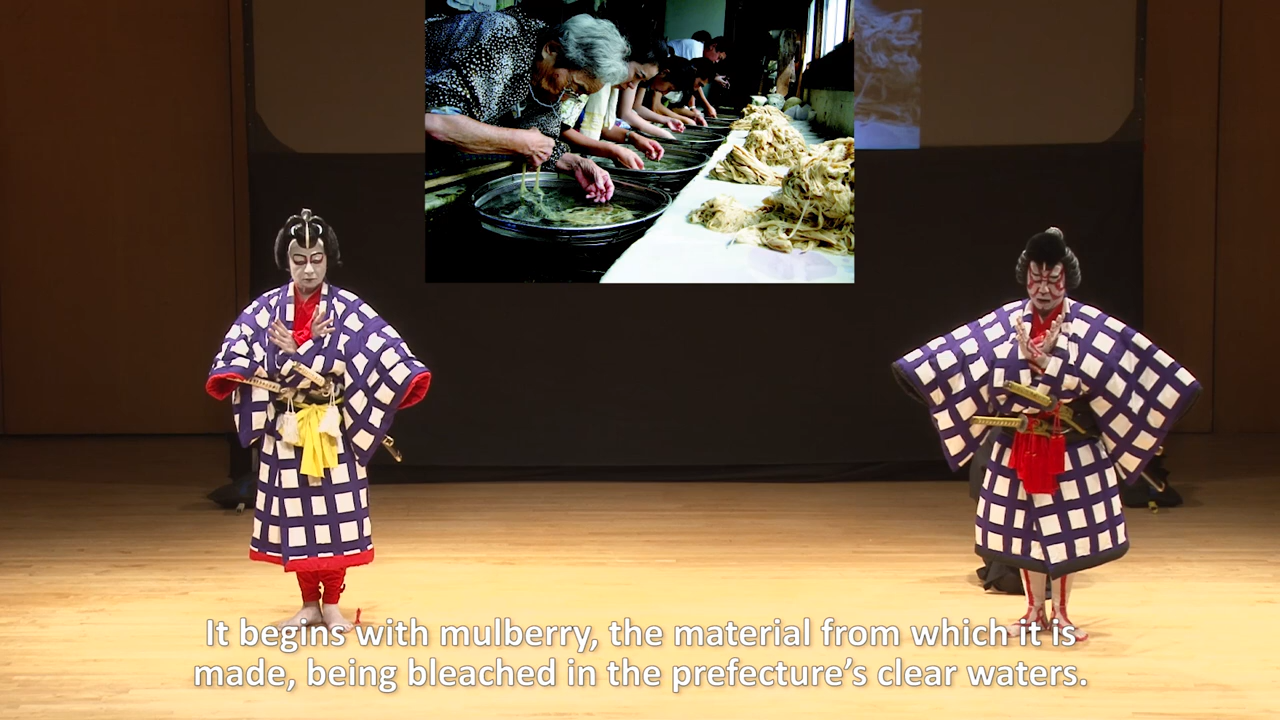 It begins with mulberry, the material from which it is
made, being bleached in the prefecture’s clear waters.